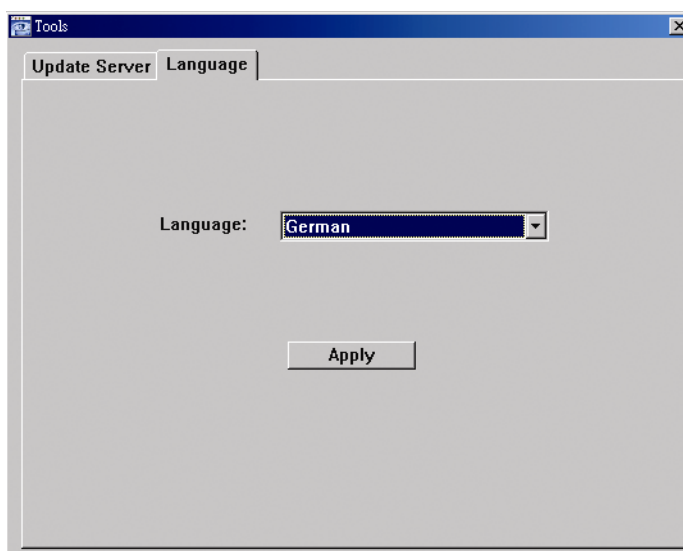 Tools
Update Server
Language
Language:
German
Apply